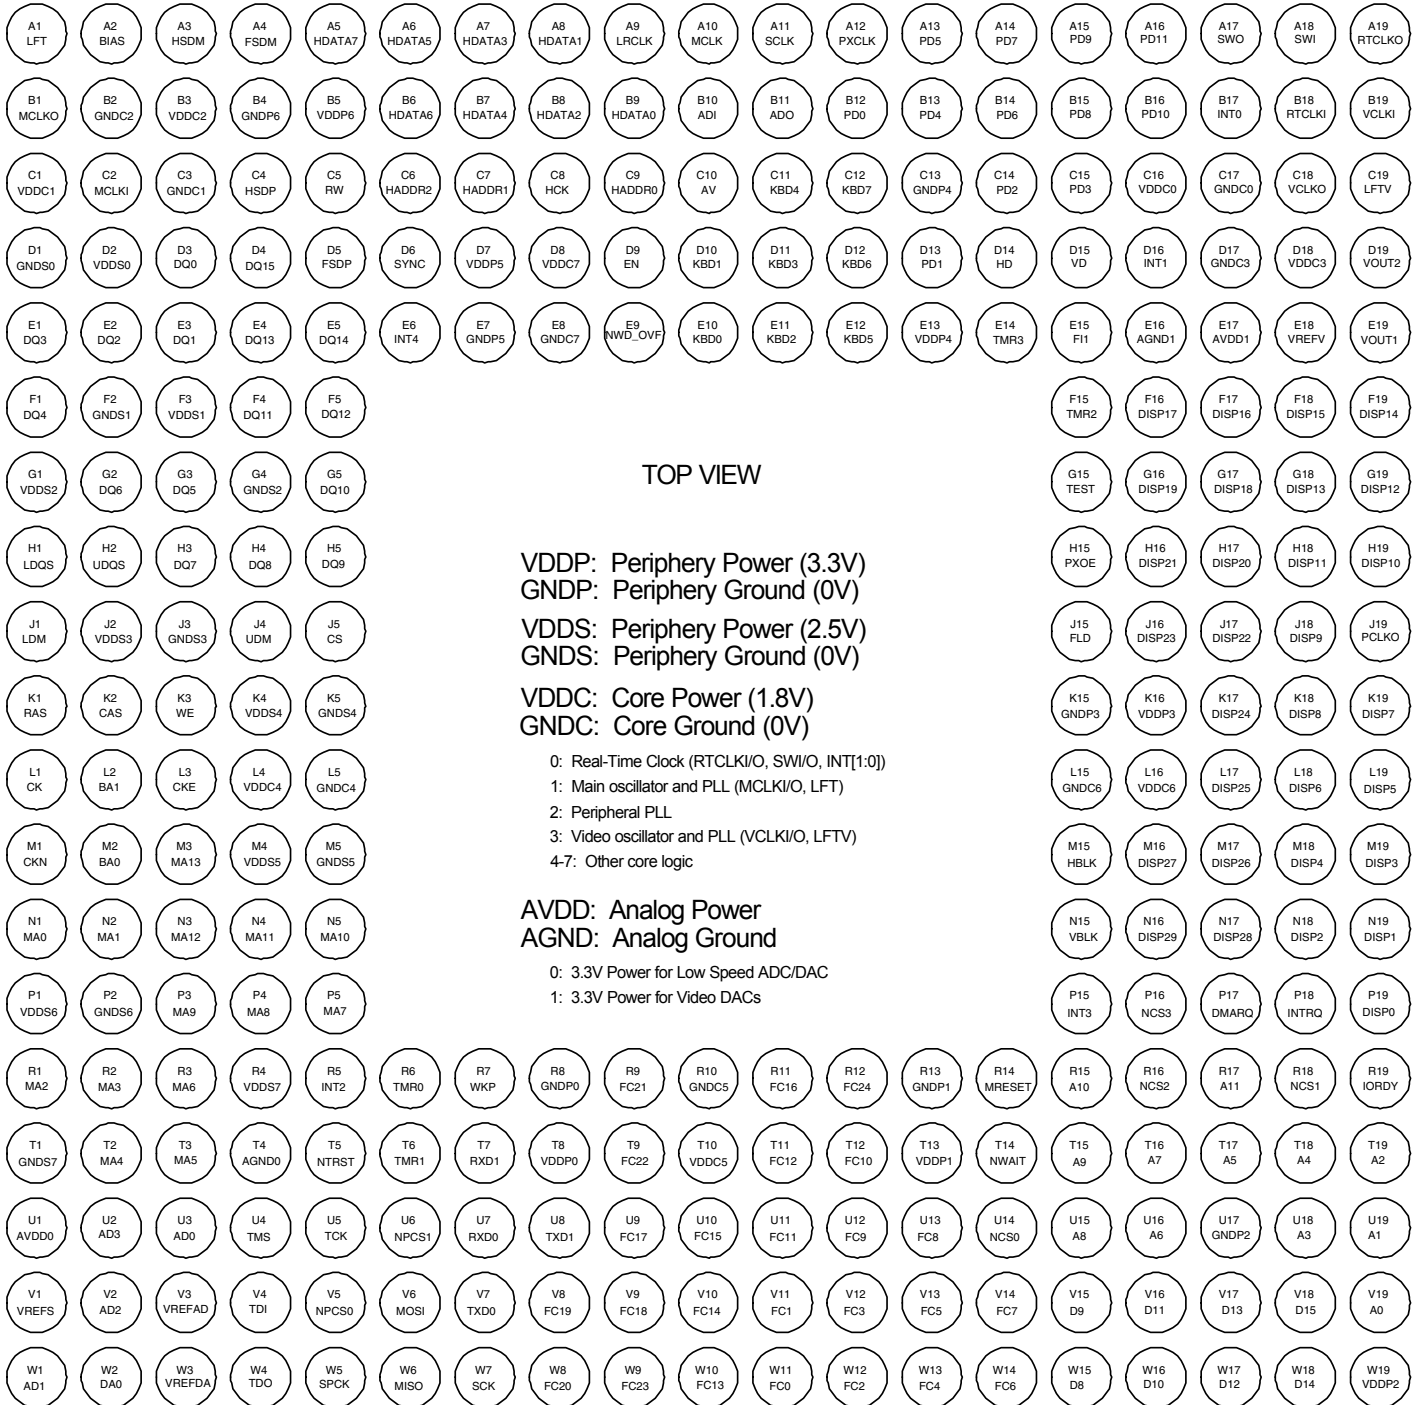 A1 A2 A3 A4 A5 A6 A7 A8 A9 A10 A11 A12 A13 A14 A15 A16 A17 A18 A19
LFT BIAS HSDM FSDM HDATA7 HDATA5 HDATA3 HDATA1 LRCLK MCLK SCLK PXCLK PD5 PD7 PD9 PD11 SWO SWI RTCLKO
B1 B2 B3 B4 B5 B6 B7 B8 B9 B10 B11 B12 B13 B14 B15 B16 B17 B18 B19
MCLKO GNDC2 VDDC2 GNDP6 VDDP6 HDATA6 HDATA4 HDATA2 HDATA0 ADI ADO PD0 PD4 PD6 PD8 PD10 INT0 RTCLKI VCLKI
C1 C2 C3 C4 C5 C6 C7 C8 C9 C10 C11 C12 C13 C14 C15 C16 C17 C18 C19
VDDC1 MCLKI GNDC1 HSDP RW HADDR2 HADDR1 HCK HADDR0 AV KBD4 KBD7 GNDP4 PD2 PD3 VDDC0 GNDC0 VCLKO LFTV
D1 D2 D3 D4 D5 D6 D7 D8 D9 D10 D11 D12 D13 D14 D15 D16 D17 D18 D19
GNDS0 VDDS0 DQ0 DQ15 FSDP SYNC VDDP5 VDDC7 EN KBD1 KBD3 KBD6 PD1 HD VD INT1 GNDC3 VDDC3 VOUT2
E1 E2 E3 E4 E5 E6 E7 E8 E9 E10 E11 E12 E13 E14 E15 E16 E17 E18 E19
DQ3 DQ2 DQ1 DQ13 DQ14 INT4 GNDP5 GNDC7 NWD_OVF KBD0 KBD2 KBD5 VDDP4 TMR3 FI1 AGND1 AVDD1 VREFV VOUT1
F1 F2 F3 F4 F5 F15 F16 F17 F18 F19
DQ4 GNDS1 VDDS1 DQ11 DQ12 TMR2 DISP17 DISP16 DISP15 DISP14
TOP VIEW
G1 G2 G3 G4 G5 G15 G16 G17 G18 G19
VDDS2 DQ6 DQ5 GNDS2 DQ10 TEST DISP19 DISP18 DISP13 DISP12
H1 H2 H3 H4 H5 H15 H16 H17 H18 H19
LDQS UDQS DQ7 DQ8 DQ9 PXOE DISP21 DISP20 DISP11 DISP10
VDDP: Periphery Power (3.3V)
GNDP: Periphery Ground (0V)
J1 J2 J3 J4 J5 J15 J16 J17 J18 J19
LDM VDDS3 GNDS3 UDM CS FLD DISP23 DISP22 DISP9 PCLKO
VDDS: Periphery Power (2.5V)
GNDS: Periphery Ground (0V)
K1 K2 K3 K4 K5 K15 K16 K17 K18 K19
RAS CAS WE VDDS4 GNDS4 GNDP3 VDDP3 DISP24 DISP8 DISP7
VDDC: Core Power (1.8V)
GNDC: Core Ground (0V)
0: Real-Time Clock (RTCLKI/O, SWI/O, INT[1:0])
L1 L2 L3 L4 L5 L15 L16 L17 L18 L19
CK BA1 CKE VDDC4 GNDC4 GNDC6 VDDC6 DISP25 DISP6 DISP5
1: Main oscillator and PLL (MCLKI/O, LFT)
2: Peripheral PLL
3: Video oscillator and PLL (VCLKI/O, LFTV)
M1 M2 M3 M4 M5 M15 M16 M17 M18 M19
CKN BA0 MA13 VDDS5 GNDS5 HBLK DISP27 DISP26 DISP4 DISP3
4-7: Other core logic
N1 N2 N3 N4 N5 N15 N16 N17 N18 N19
MA0 MA1 MA12 MA11 MA10 VBLK DISP29 DISP28 DISP2 DISP1
AVDD: Analog Power
AGND: Analog Ground
0: 3.3V Power for Low Speed ADC/DAC
1: 3.3V Power for Video DACs
P1 P2 P3 P4 P5 P15 P16 P17 P18 P19
VDDS6 GNDS6 MA9 MA8 MA7 INT3 NCS3 DMARQ INTRQ DISP0
R1 R2 R3 R4 R5 R6 R7 R8 R9 R10 R11 R12 R13 R14 R15 R16 R17 R18 R19
MA2 MA3 MA6 VDDS7 INT2 TMR0 WKP GNDP0 FC21 GNDC5 FC16 FC24 GNDP1 MRESET A10 NCS2 A11 NCS1 IORDY
T1 T2 T3 T4 T5 T6 T7 T8 T9 T10 T11 T12 T13 T14 T15 T16 T17 T18 T19
GNDS7 MA4 MA5 AGND0 NTRST TMR1 RXD1 VDDP0 FC22 VDDC5 FC12 FC10 VDDP1 NWAIT A9 A7 A5 A4 A2
U1 U2 U3 U4 U5 U6 U7 U8 U9 U10 U11 U12 U13 U14 U15 U16 U17 U18 U19
AVDD0 AD3 AD0 TMS TCK NPCS1 RXD0 TXD1 FC17 FC15 FC11 FC9 FC8 NCS0 A8 A6 GNDP2 A3 A1
V1 V2 V3 V4 V5 V6 V7 V8 V9 V10 V11 V12 V13 V14 V15 V16 V17 V18 V19
VREFS AD2 VREFAD TDI NPCS0 MOSI TXD0 FC19 FC18 FC14 FC1 FC3 FC5 FC7 D9 D11 D13 D15 A0
W1 W2 W3 W4 W5 W6 W7 W8 W9 W10 W11 W12 W13 W14 W15 W16 W17 W18 W19
AD1 DA0 VREFDA TDO SPCK MISO SCK FC20 FC23 FC13 FC0 FC2 FC4 FC6 D8 D10 D12 D14 VDDP2